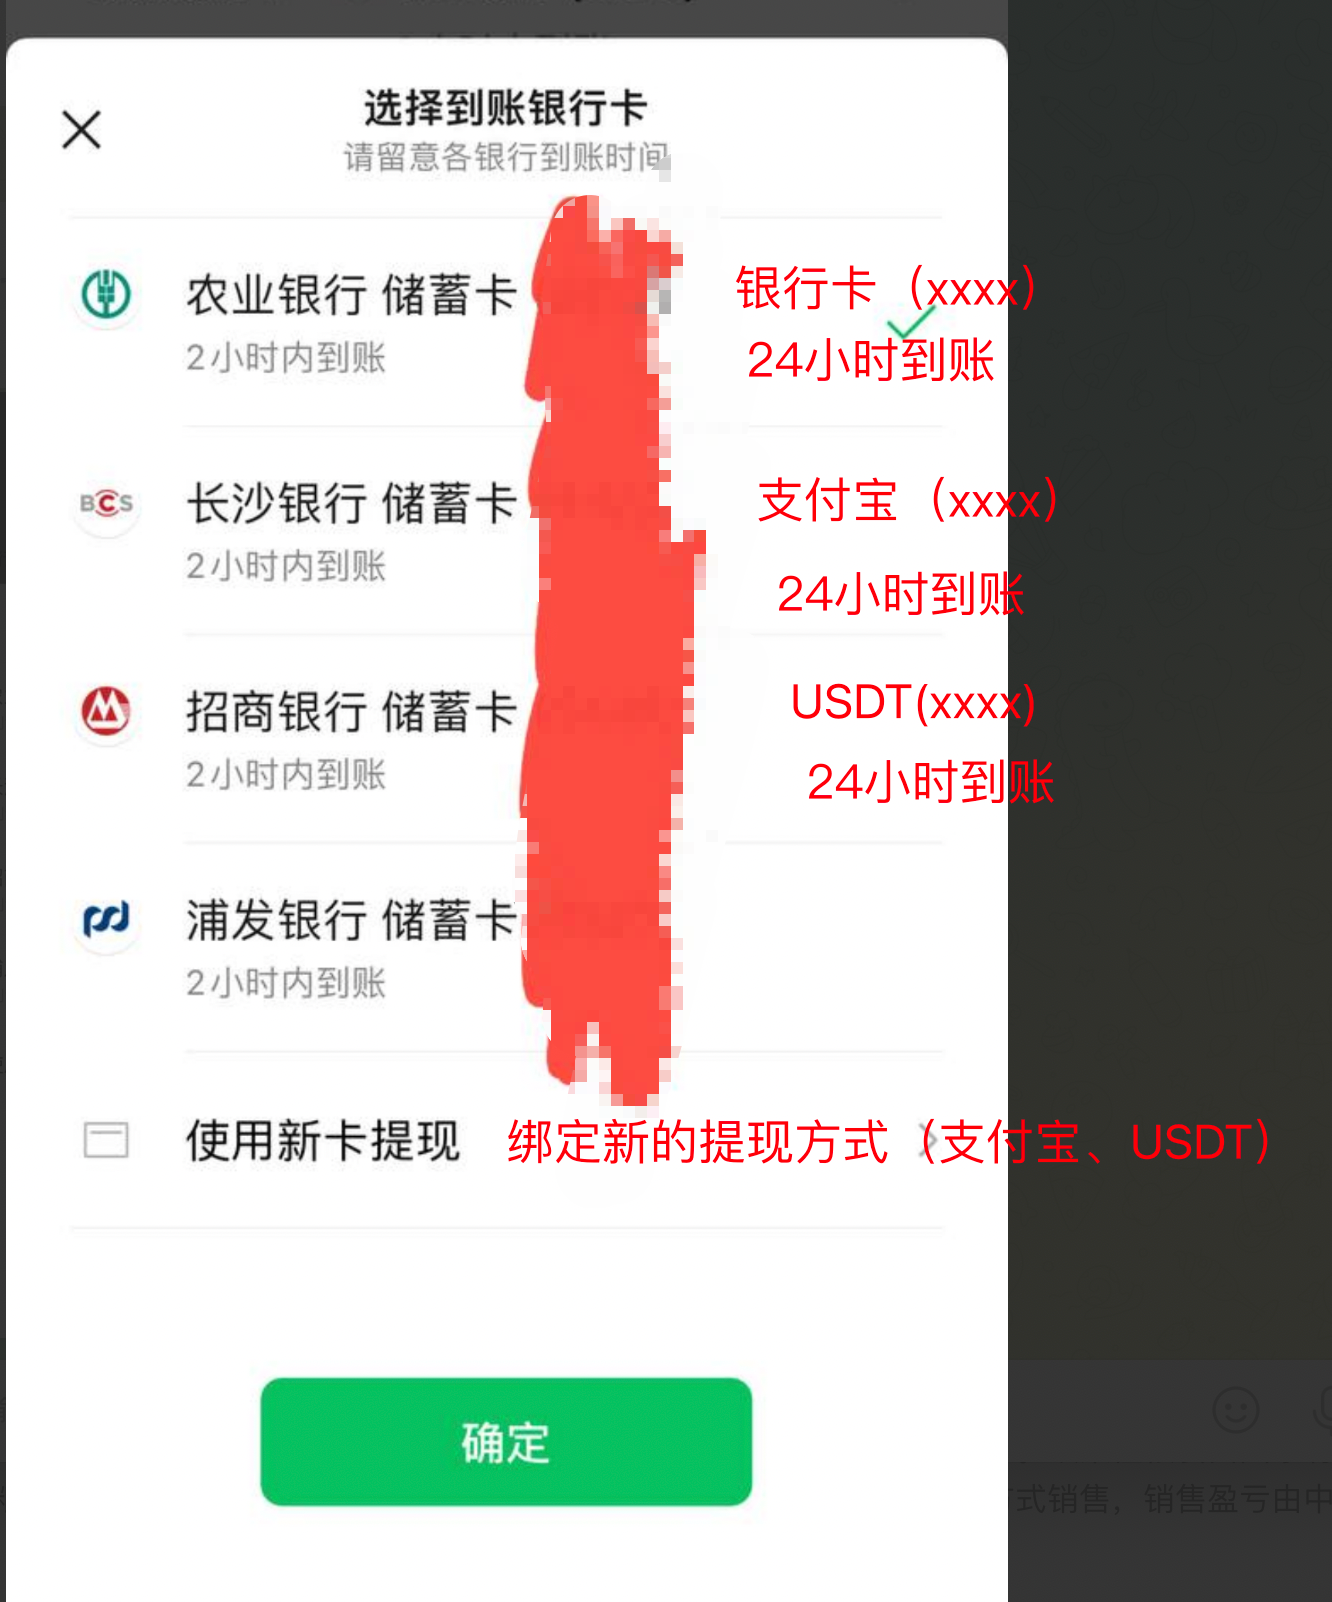 选择到账银行卡
请留意各银行到账时间
农业银行 储蓄卡
银行卡（xxxx）
2小时内到账
24小时到账
BCS
长沙银行 储蓄卡
支付宝（xxxx）
2小时内到账
24小时到账
招商银行 储蓄卡
USDT(xxxx)
2小时内到账
24小时到账
浦发银行 储蓄卡
2小时内到账
使用新卡提现
绑定新的提现方式（支付宝、USDT）
确定
式销售，销售盈亏由中